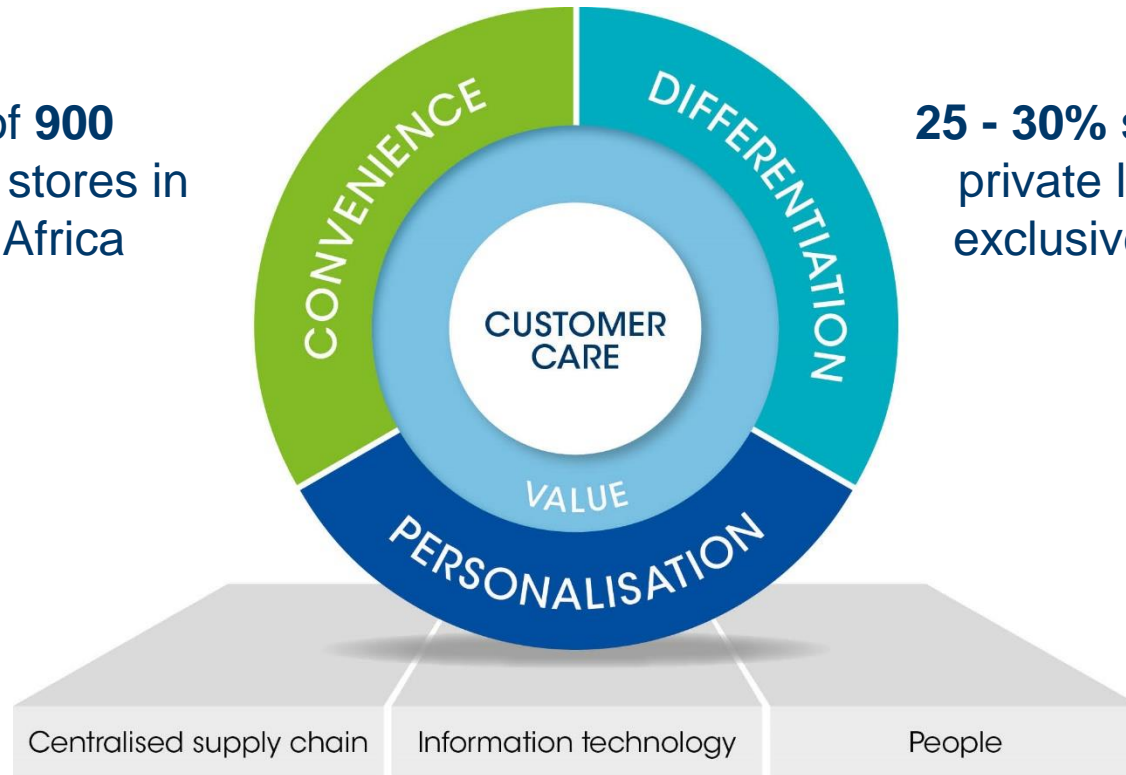 of 900
stores in
Africa
25 - 30%
private
exclusive
CONVENIENCE
DIFFERENTIATION
CUSTOMER
CARE
VALUE
PERSONALISATION
Centralised supply chain
Information technology
People